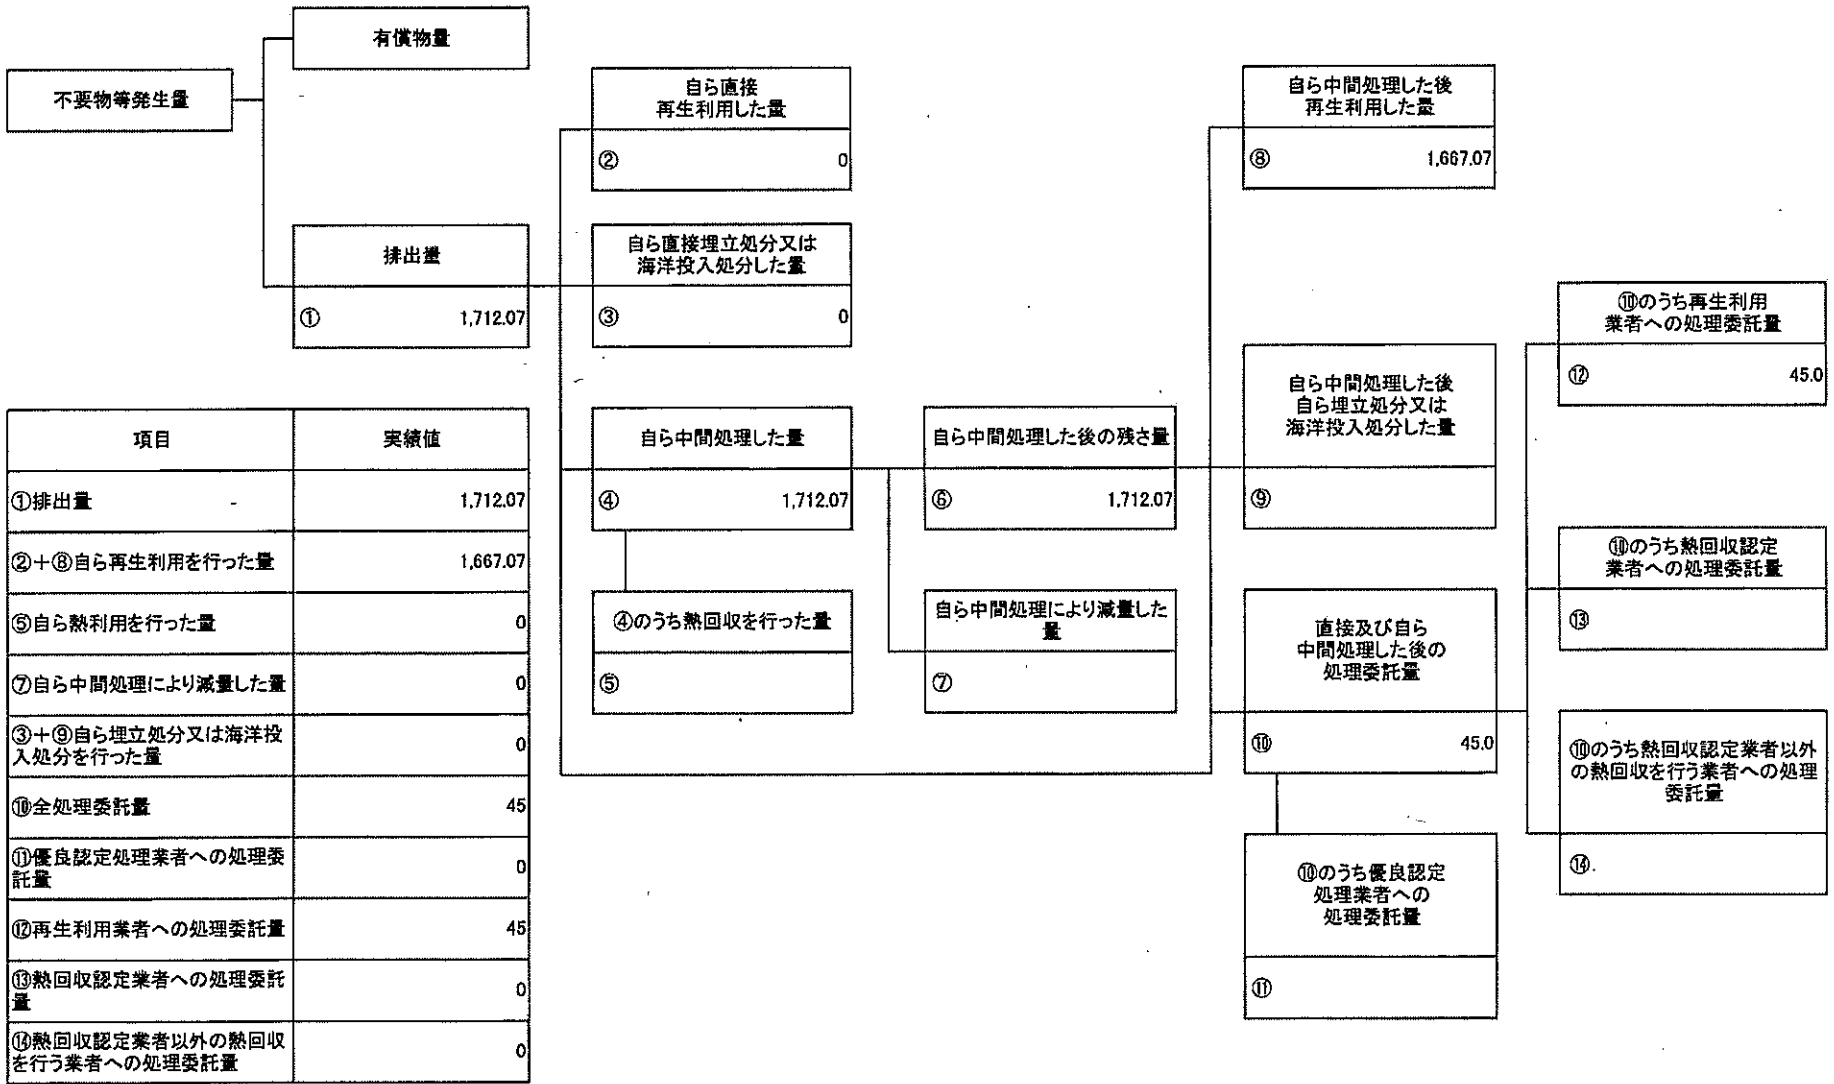 有償物量
不要物等発生量
自ら直接
再生利用した量
② 0
自ら中間処理した後
再生利用した量
⑧ 1,667.07
排出量
① 1,712.07
自ら直接埋立処分又は
海洋投入処分した量
③ 0
⑩のうち再生利用
業者への処理委託量
⑫ 45.0
自ら中間処理した量
④ 1,712.07
自ら中間処理した後の残さ量
⑥ 1,712.07
自ら中間処理した後
自ら埋立処分又は
海洋投入処分した量
⑨
④のうち熱回収を行った量
⑤
自ら中間処理により減量した
量
⑦
直接及び自ら
中間処理した後の
処理委託量
⑩ 45.0
⑩のうち熱回収認定
業者への処理委託量
⑬
⑩のうち熱回収認定業者以外
の熱回収を行う業者への処理
委託量
⑭
⑩のうち優良認定
処理業者への
処理委託量
⑪
項目 実績値
①排出量 1,712.07
②+⑧自ら再生利用を行った量 1,667.07
⑤自ら熱利用を行った量 0
⑦自ら中間処理により減量した量 0
③+⑨自ら埋立処分又は海洋投
入処分を行った量 0
⑩全処理委託量 45
⑪優良認定処理業者への処理委
託量 0
⑫再生利用業者への処理委託量 45
⑬熱回収認定業者への処理委託
量 0
⑭熱回収認定業者以外の熱回収
を行う業者への処理委託量 0